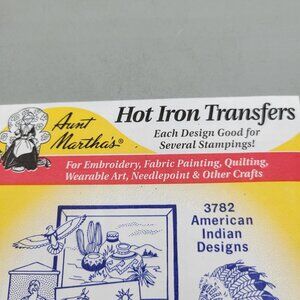 Aunt
Martha's®
Hot Iron Transfers
Each Design Good for
Several Stampings!
For Embroidery, Fabric Painting, Quilting,
Wearable Art, Needlepoint & Other Crafts
3782
American
Indian
Designs